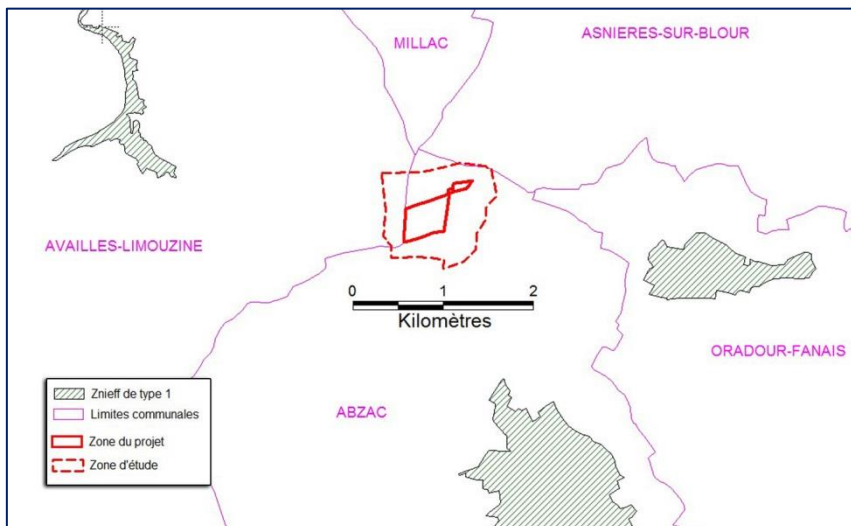 MILLAC
ASNIERES-SUR-BLOUR
AVAILLES-LIMOUZINE
0 1 2
Kilomètres
ORADOUR-FANAIS
ABZAC
Znieff de type 1
Limites communales
Zone du projet
Zone d'étude